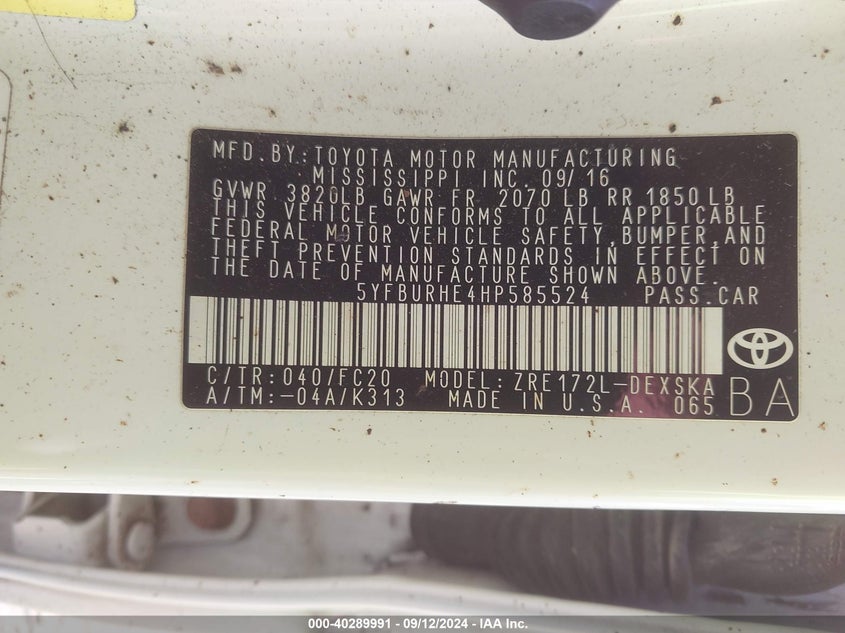 MFD.BY:TOYOTA MOTOR MANUFACTURING
MISSISSIPPI INC.09/16
GVWR 3820LB GAWR FR 2070 LB RR 1850 LB
THIS VEHICLE CONFORMS TO ALL APPLICABLE
FEDERAL MOTOR VEHICLE SAFETY,BUMPER,AND
THEFT PREVENTION STANDARDS IN EFFECT ON
THE DATE OF MANUFACTURE SHOWN ABOVE.
5YFBURHE4HP585524 PASS.CAR
C/TR:040/FC20 MODEL:ZRE172L-DEXSKA
A/TM:-04A/K313 MADE IN U.S.A. 065 BA
000-40289991 - 09/12/2024 - IAA Inc.